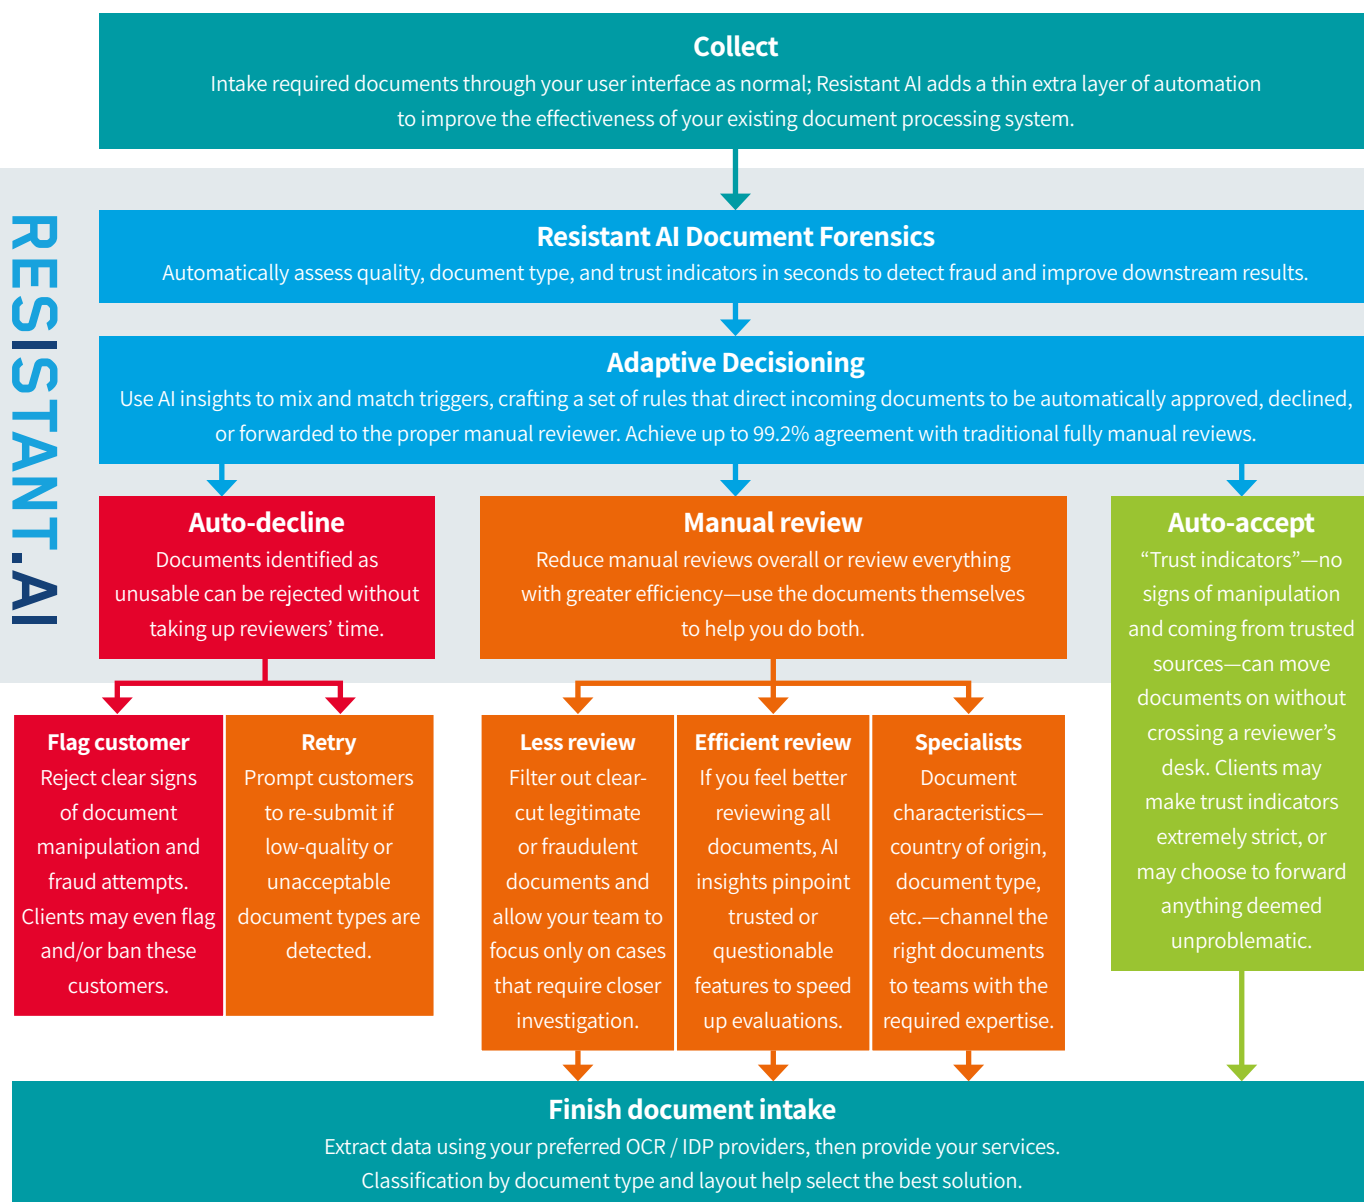 Collect
Intake required documents through your user interface as normal; Resistant AI adds a thin extra layer of automation
to improve the effectiveness of your existing document processing system.
RESISTANT.AI
Resistant AI Document Forensics
Automatically assess quality, document type, and trust indicators in seconds to detect fraud and improve downstream results.
Adaptive Decisioning
Use AI insights to mix and match triggers, crafting a set of rules that direct incoming documents to be automatically approved, declined,
or forwarded to the proper manual reviewer. Achieve up to 99.2% agreement with traditional fully manual reviews.
Auto-decline
Documents identified as
unusable can be rejected without
taking up reviewers’ time.
Manual review
Reduce manual reviews overall or review everything
with greater efficiency—use the documents themselves
to help you do both.
Auto-accept
“Trust indicators”—no
signs of manipulation
and coming from trusted
sources—can move
documents on without
crossing a reviewer’s
desk. Clients may
make trust indicators
extremely strict, or
may choose to forward
anything deemed
unproblematic.
Flag customer
Reject clear signs
of document
manipulation and
fraud attempts.
Clients may even flag
and/or ban these
customers.
Retry
Prompt customers
to re-submit if
low-quality or
unacceptable
document types are
detected.
Less review
Filter out clear-
cut legitimate
or fraudulent
documents and
allow your team to
focus only on cases
that require closer
investigation.
Efficient review
If you feel better
reviewing all
documents, AI
insights pinpoint
trusted or
questionable
features to speed
up evaluations.
Specialists
Document
characteristics—
country of origin,
document type,
etc.—channel the
right documents
to teams with the
required expertise.
Finish document intake
Extract data using your preferred OCR / IDP providers, then provide your services.
Classification by document type and layout help select the best solution.